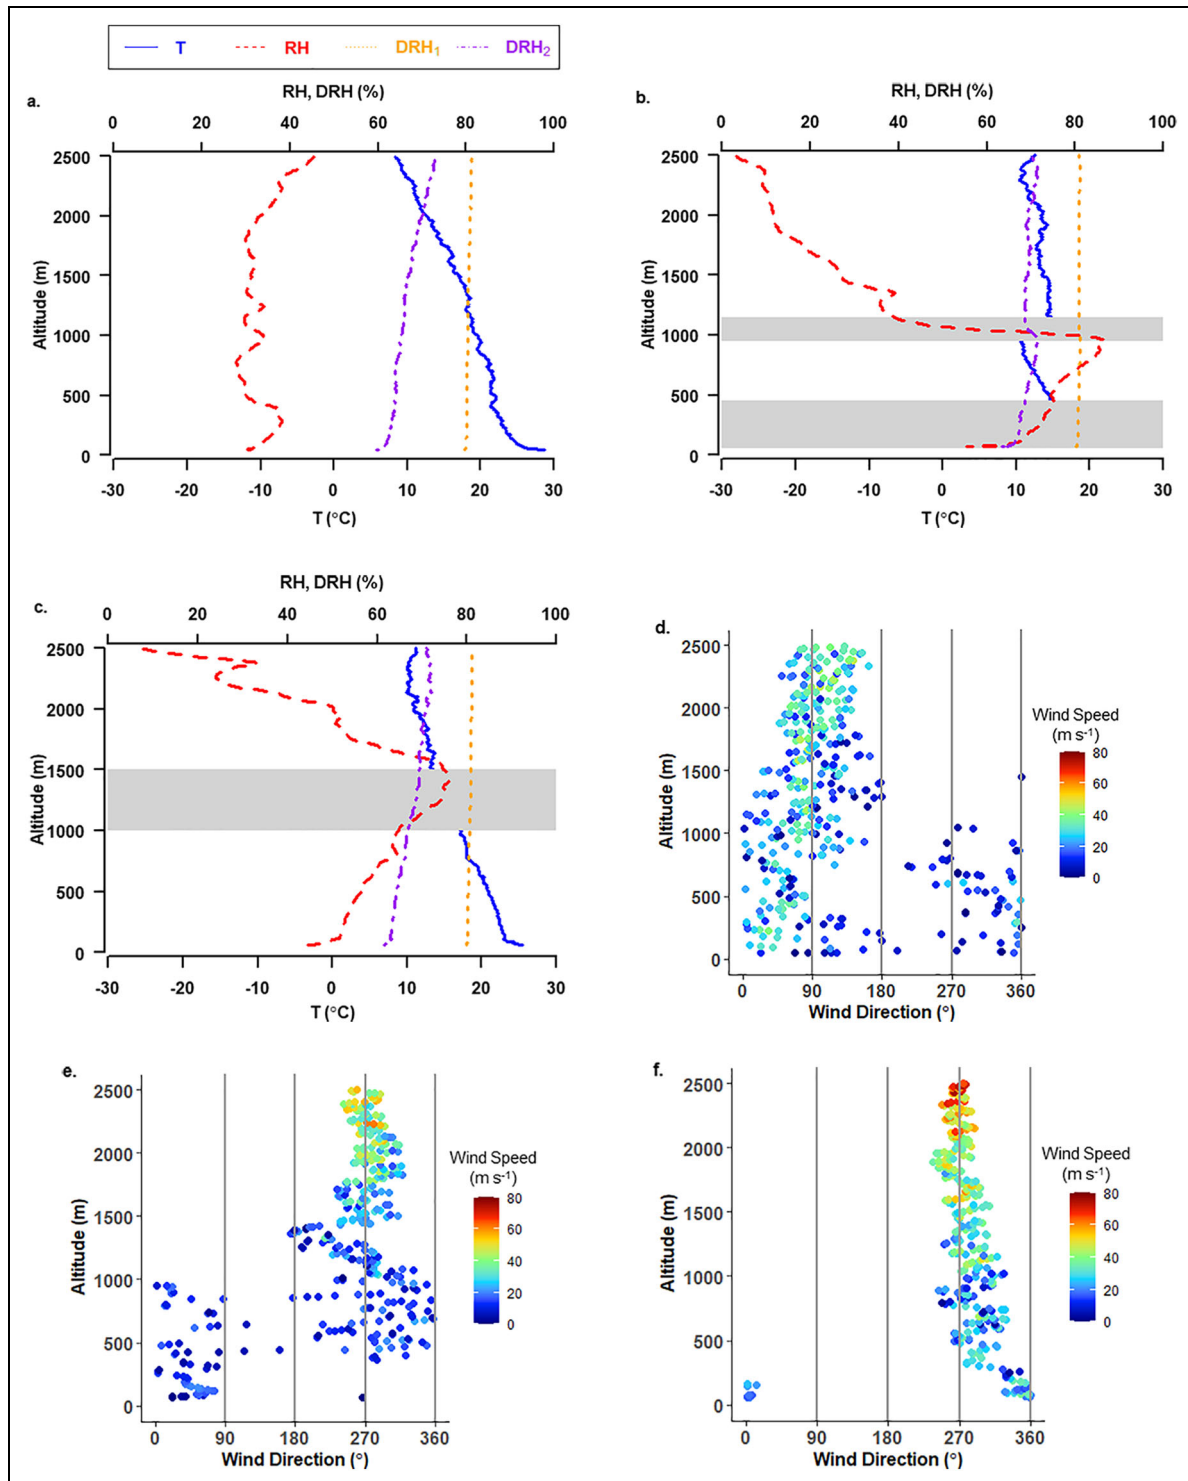 T RH DRH1 DRH2
a.
RH, DRH (%)
0 20 40 60 80 100
2500
2000
1500
1000
500
0
Altitude (m)
-30 -20 -10 0 10 20 30
T (°C)
b.
RH, DRH (%)
0 20 40 60 80 100
2500
2000
1500
1000
500
0
Altitude (m)
-30 -20 -10 0 10 20 30
T (°C)
c.
RH, DRH (%)
0 20 40 60 80 100
2500
2000
1500
1000
500
0
Altitude (m)
-30 -20 -10 0 10 20 30
T (°C)
d.
2500
2000
1500
1000
500
0
Altitude (m)
0 90 180 270 360
Wind Direction (°)
Wind Speed
(m s-1)
80
60
40
20
0
e.
2500
2000
1500
1000
500
0
Altitude (m)
0 90 180 270 360
Wind Direction (°)
Wind Speed
(m s-1)
80
60
40
20
0
f.
2500
2000
1500
1000
500
0
Altitude (m)
0 90 180 270 360
Wind Direction (°)
Wind Speed
(m s-1)
80
60
40
20
0